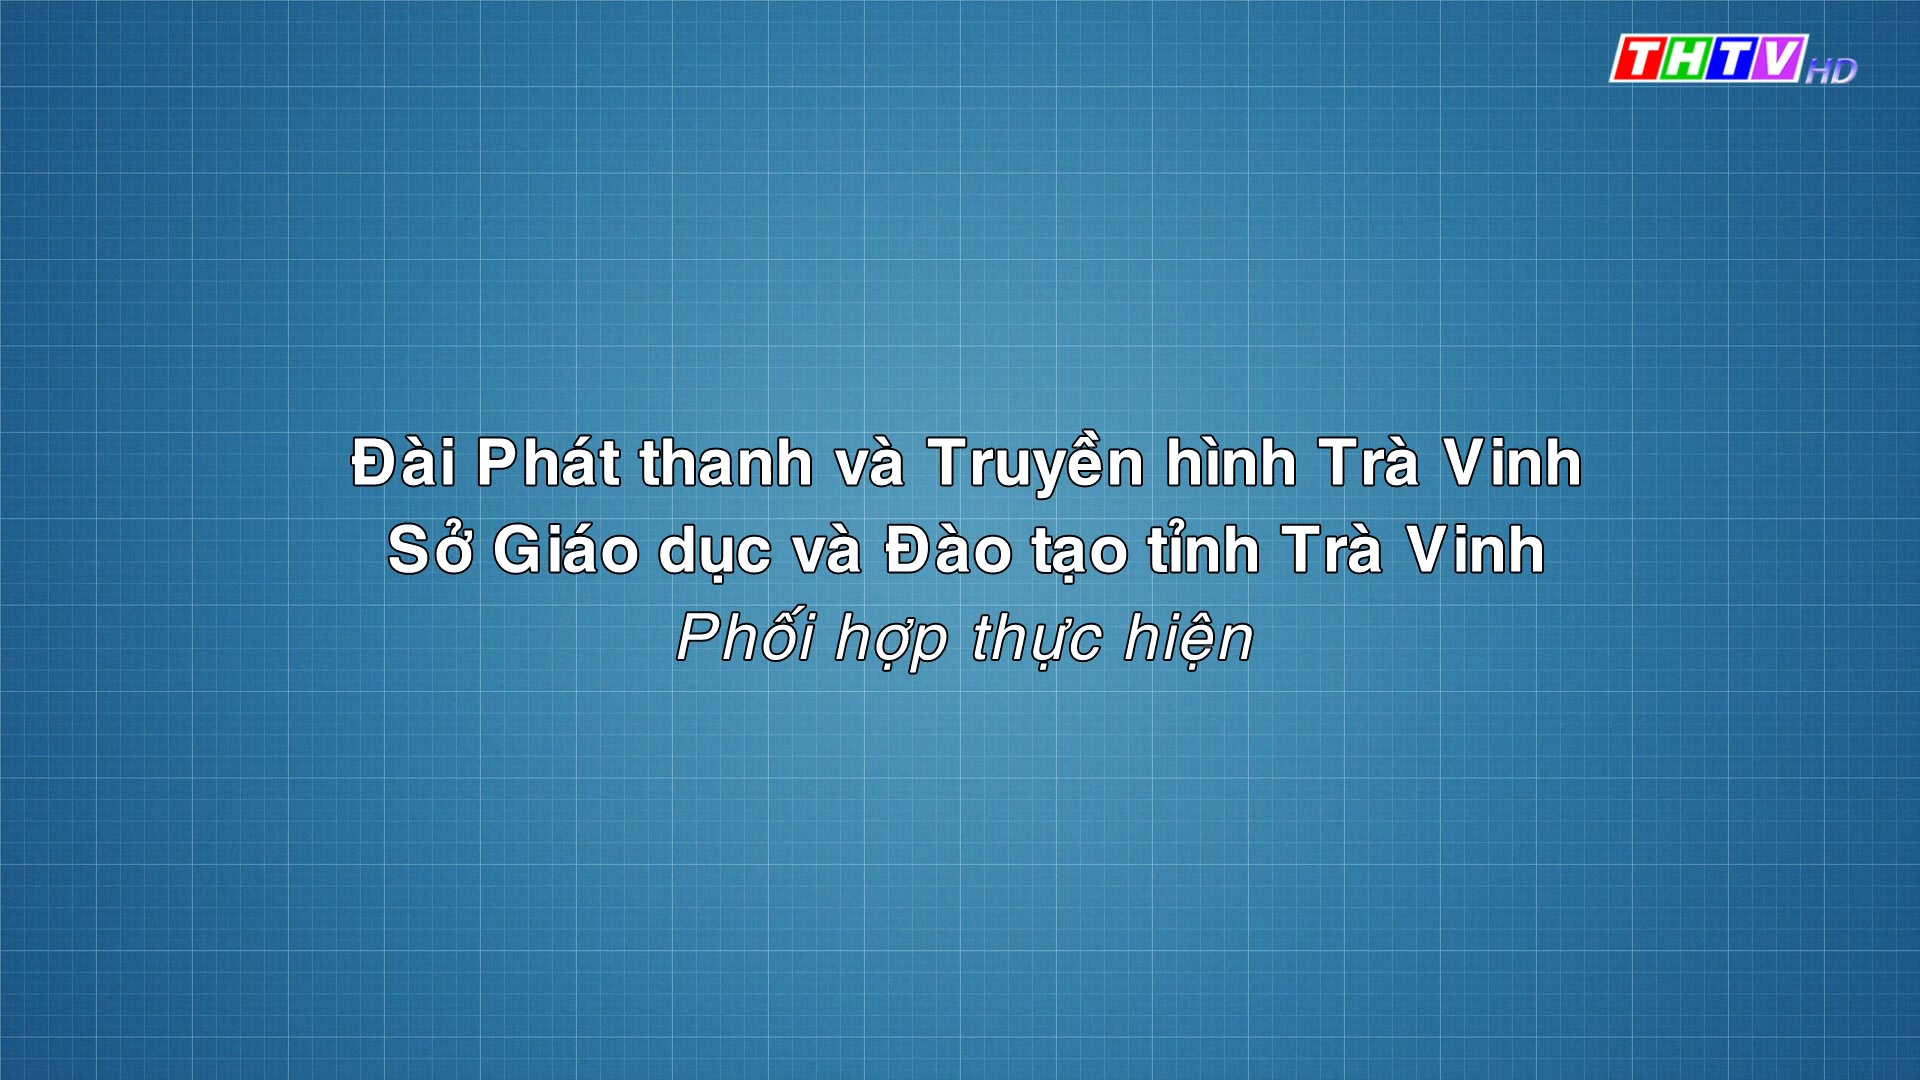 THTV HD
Đài Phát thanh và Truyền hình Trà Vinh
Sở Giáo dục và Đào tạo tỉnh Trà Vinh
Phối hợp thực hiện